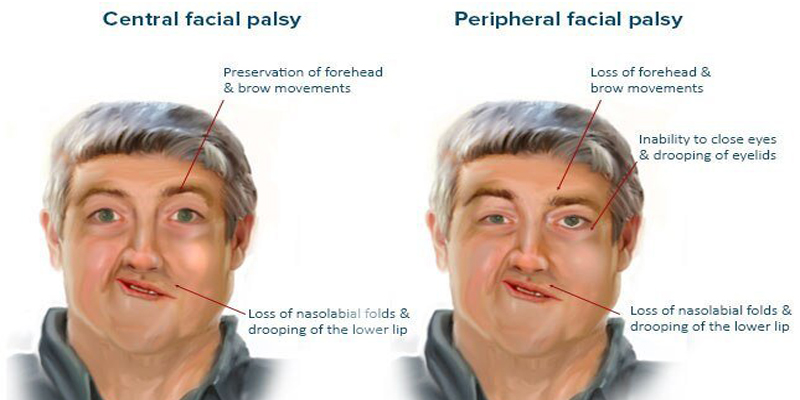 Central facial palsy
Preservation of forehead
& brow movements
Loss of nasolabial folds &
drooping of the lower lip
Peripheral facial palsy
Loss of forehead &
brow movements
Inability to close eyes
& drooping of eyelids
Loss of nasolabial folds &
drooping of the lower lip